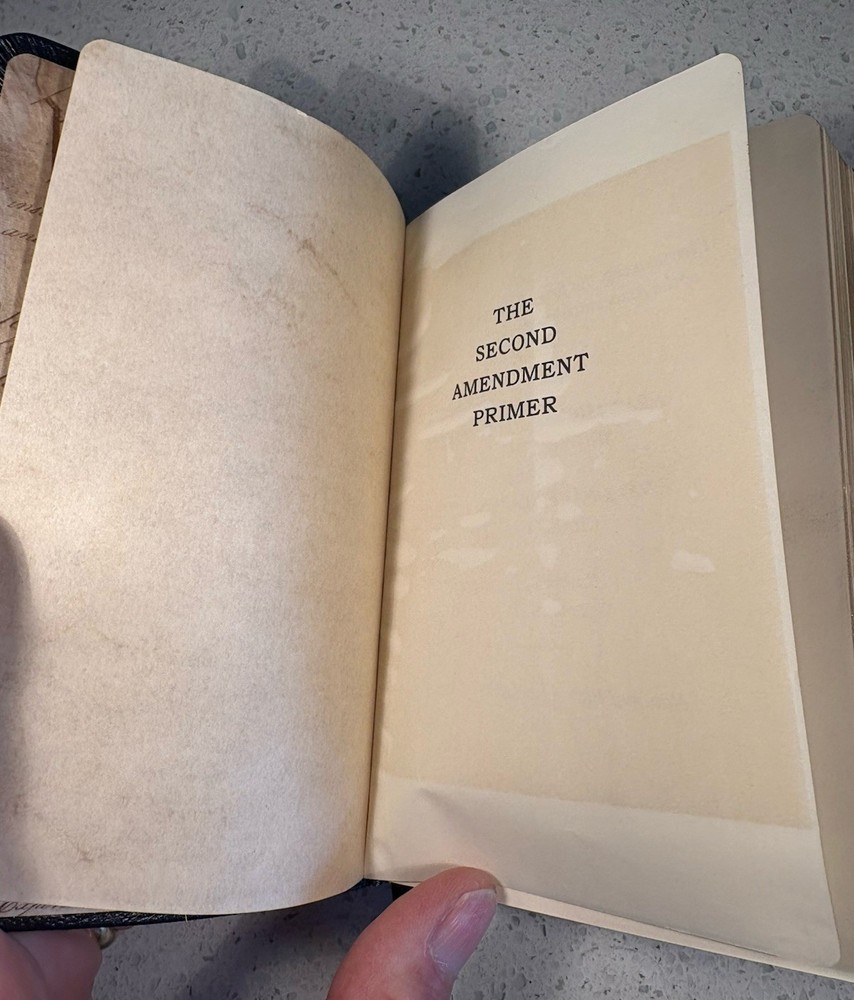 THE
SECOND
AMENDMENT
PRIMER